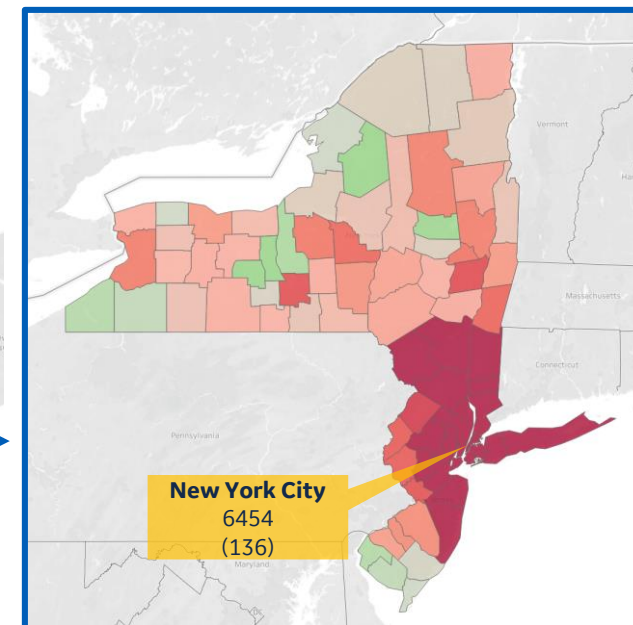 Vermont
Massachusetts
Connecticut
Pennsylvania
New York City
6454
(136)
Maryland